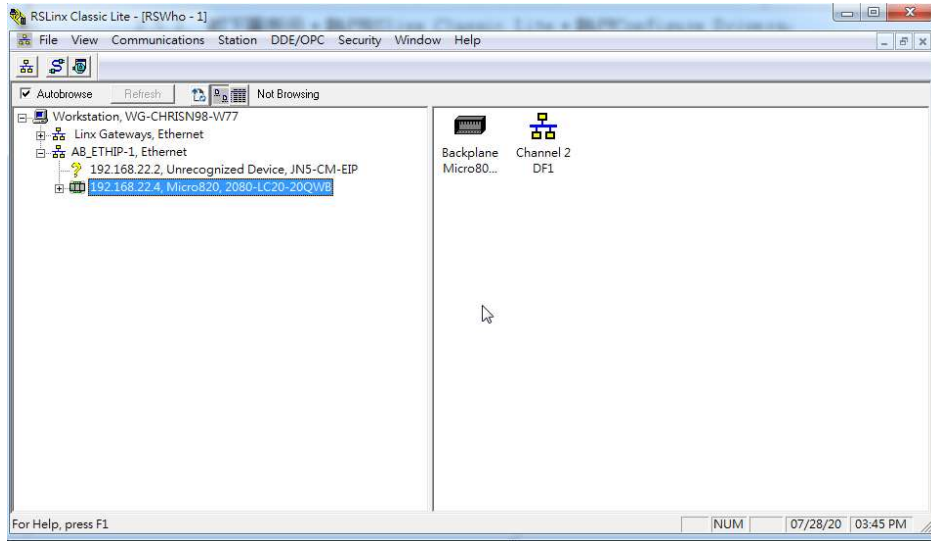 RSLinx Classic Lite - [RSWho - 1]
File View Communications Station DDE/OPC Security Window Help
Autobrowse Refresh Not Browsing
Workstation, WG-CHRISN98-W77
Linx Gateways, Ethernet
AB_ETHIP-1, Ethernet
192.168.22.2, Unrecognized Device, JN5-CM-EIP
192.168.22.4, Micro820, 2080-LC20-20QWB
Backplane
Micro80...
Channel 2
DF1
For Help, press F1
NUM 07/28/20 03:45 PM